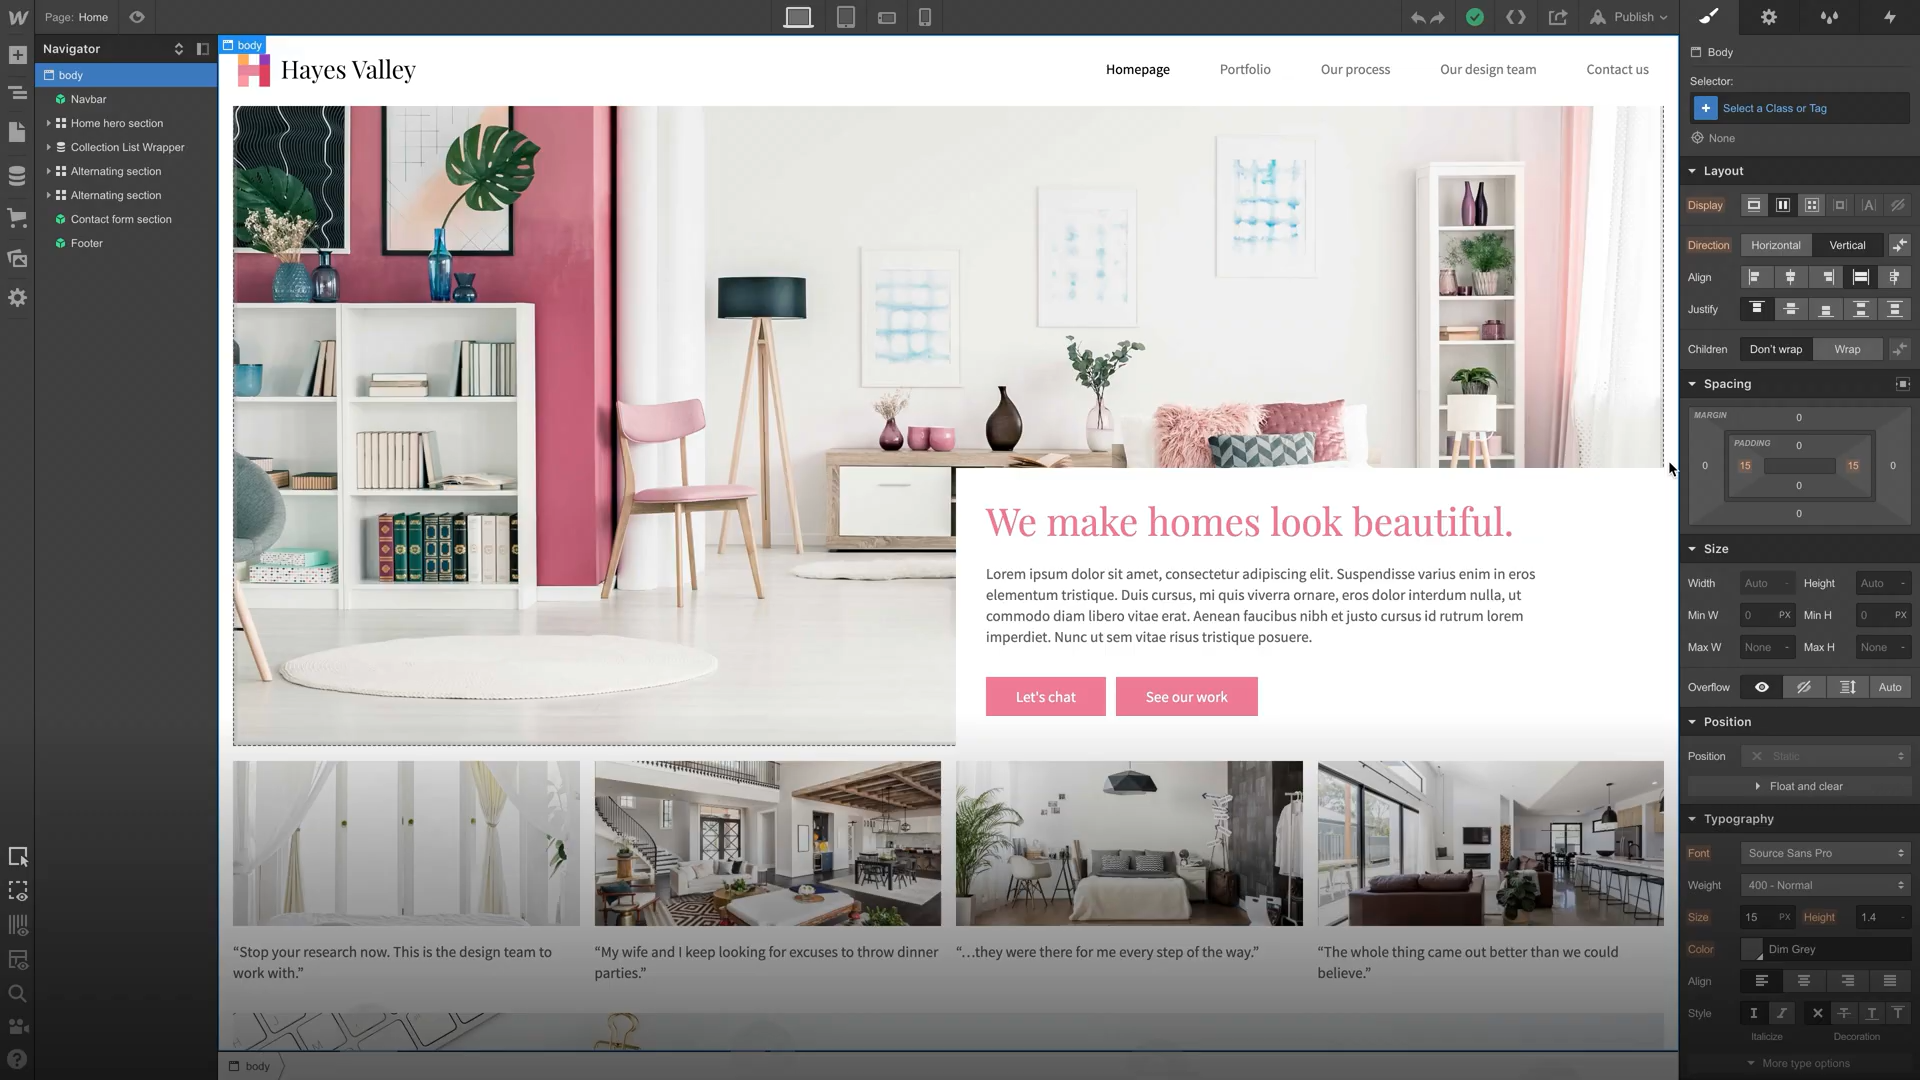 Page: Home
Publish
Navigator
body
Navbar
Home hero section
Collection List Wrapper
Alternating section
Alternating section
Contact form section
Footer
body
Hayes Valley
Homepage
Portfolio
Our process
Our design team
Contact us
We make homes look beautiful.
Lorem ipsum dolor sit amet, consectetur adipiscing elit. Suspendisse varius enim in eros
elementum tristique. Duis cursus, mi quis viverra ornare, eros dolor interdum nulla, ut
commodo diam libero vitae erat. Aenean faucibus nibh et justo cursus id rutrum lorem
imperdiet. Nunc ut sem vitae risus tristique posuere.
Let's chat
See our work
“Stop your research now. This is the design team to
work with.”
“My wife and I keep looking for excuses to throw dinner
parties.”
“…they were there for me every step of the way.”
“The whole thing came out better than we could
believe.”
body
Body
Selector:
Select a Class or Tag
None
Layout
Display
Direction Horizontal Vertical
Align
Justify
Children Don't wrap Wrap
Spacing
MARGIN
0
PADDING
0
0 15 15 0
0
0
Size
Width Auto - Height Auto -
Min W 0 PX Min H 0 PX
Max W None - Max H None -
Overflow Auto
Position
Position Static
Float and clear
Typography
Font Source Sans Pro
Weight 400 - Normal
Size 15 PX Height 1.4 -
Color Dim Grey
Align
Style
Italicize Decoration
More type options